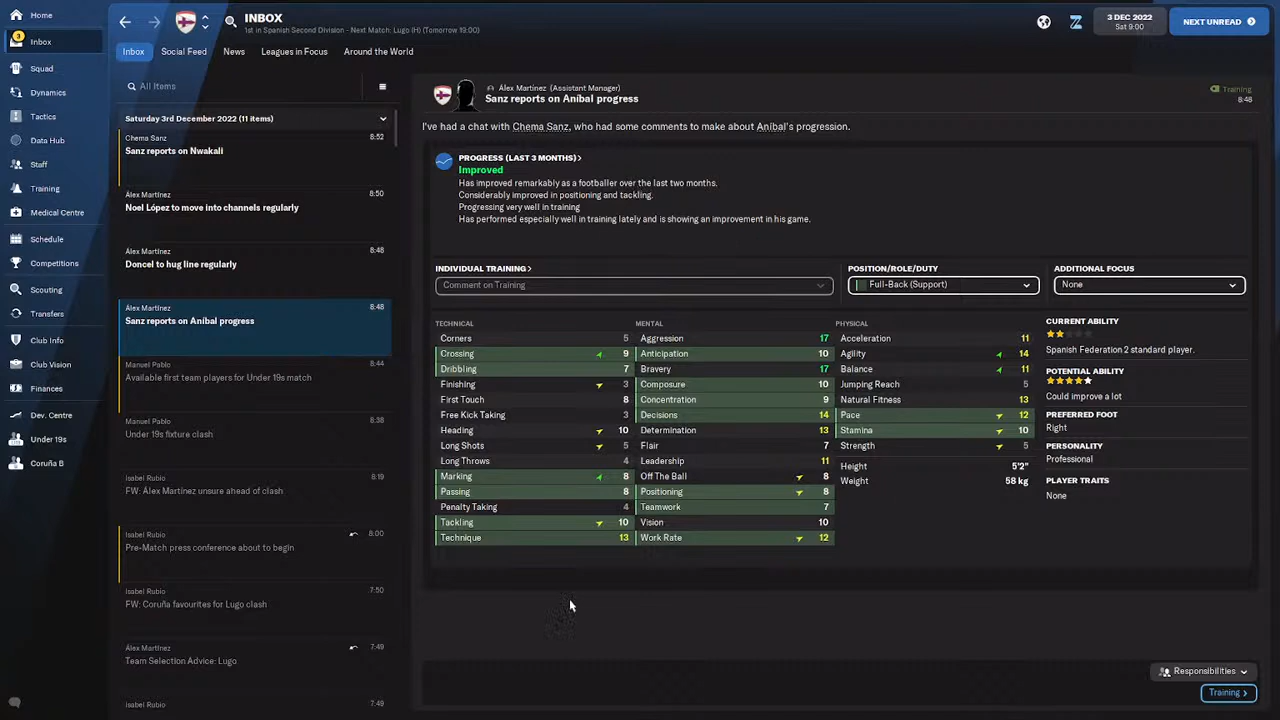 Home
3
Inbox
Squad
Dynamics
Tactics
Data Hub
Staff
Training
Medical Centre
Schedule
Competitions
Scouting
Transfers
Club Info
Club Vision
Finances
Dev. Centre
Under 19s
Coruña B
INBOX
1st in Spanish Second Division - Next Match: Lugo (H) (Tomorrow 19:00)
3 DEC 2022
Sat 9:00
NEXT UNREAD
Inbox Social Feed News Leagues in Focus Around the World
All Items
Saturday 3rd December 2022 (11 items)
Chema Sanz 8:52
Sanz reports on Nwakali
Álex Martínez 8:50
Noel López to move into channels regularly
Álex Martínez 8:48
Doncel to hug line regularly
Álex Martínez 8:48
Sanz reports on Aníbal progress
Manuel Pablo 8:44
Available first team players for Under 19s match
Manuel Pablo 8:38
Under 19s fixture clash
Isabel Rubio 8:19
FW: Álex Martínez unsure ahead of clash
Isabel Rubio 8:00
Pre-Match press conference about to begin
Isabel Rubio 7:50
FW: Coruña favourites for Lugo clash
Álex Martínez 7:49
Team Selection Advice: Lugo
Isabel Rubio 7:49
Álex Martínez (Assistant Manager)
Sanz reports on Aníbal progress
Training
8:48
I've had a chat with Chema Sanz, who had some comments to make about Aníbal's progression.
PROGRESS (LAST 3 MONTHS)>
Improved
Has improved remarkably as a footballer over the last two months.
Considerably improved in positioning and tackling.
Progressing very well in training
Has performed especially well in training lately and is showing an improvement in his game.
INDIVIDUAL TRAINING>
Comment on Training
POSITION/ROLE/DUTY
Full-Back (Support)
ADDITIONAL FOCUS
None
TECHNICAL
Corners 5
Crossing 9
Dribbling 7
Finishing 3
First Touch 8
Free Kick Taking 3
Heading 10
Long Shots 5
Long Throws 4
Marking 8
Passing 8
Penalty Taking 4
Tackling 10
Technique 13
MENTAL
Aggression 17
Anticipation 10
Bravery 17
Composure 10
Concentration 9
Decisions 14
Determination 13
Flair 7
Leadership 11
Off The Ball 8
Positioning 8
Teamwork 7
Vision 10
Work Rate 12
PHYSICAL
Acceleration 11
Agility 14
Balance 11
Jumping Reach 5
Natural Fitness 13
Pace 12
Stamina 10
Strength 5
Height 5'2"
Weight 58 kg
CURRENT ABILITY
Spanish Federation 2 standard player.
POTENTIAL ABILITY
Could improve a lot
PREFERRED FOOT
Right
PERSONALITY
Professional
PLAYER TRAITS
None
Responsibilities
Training >